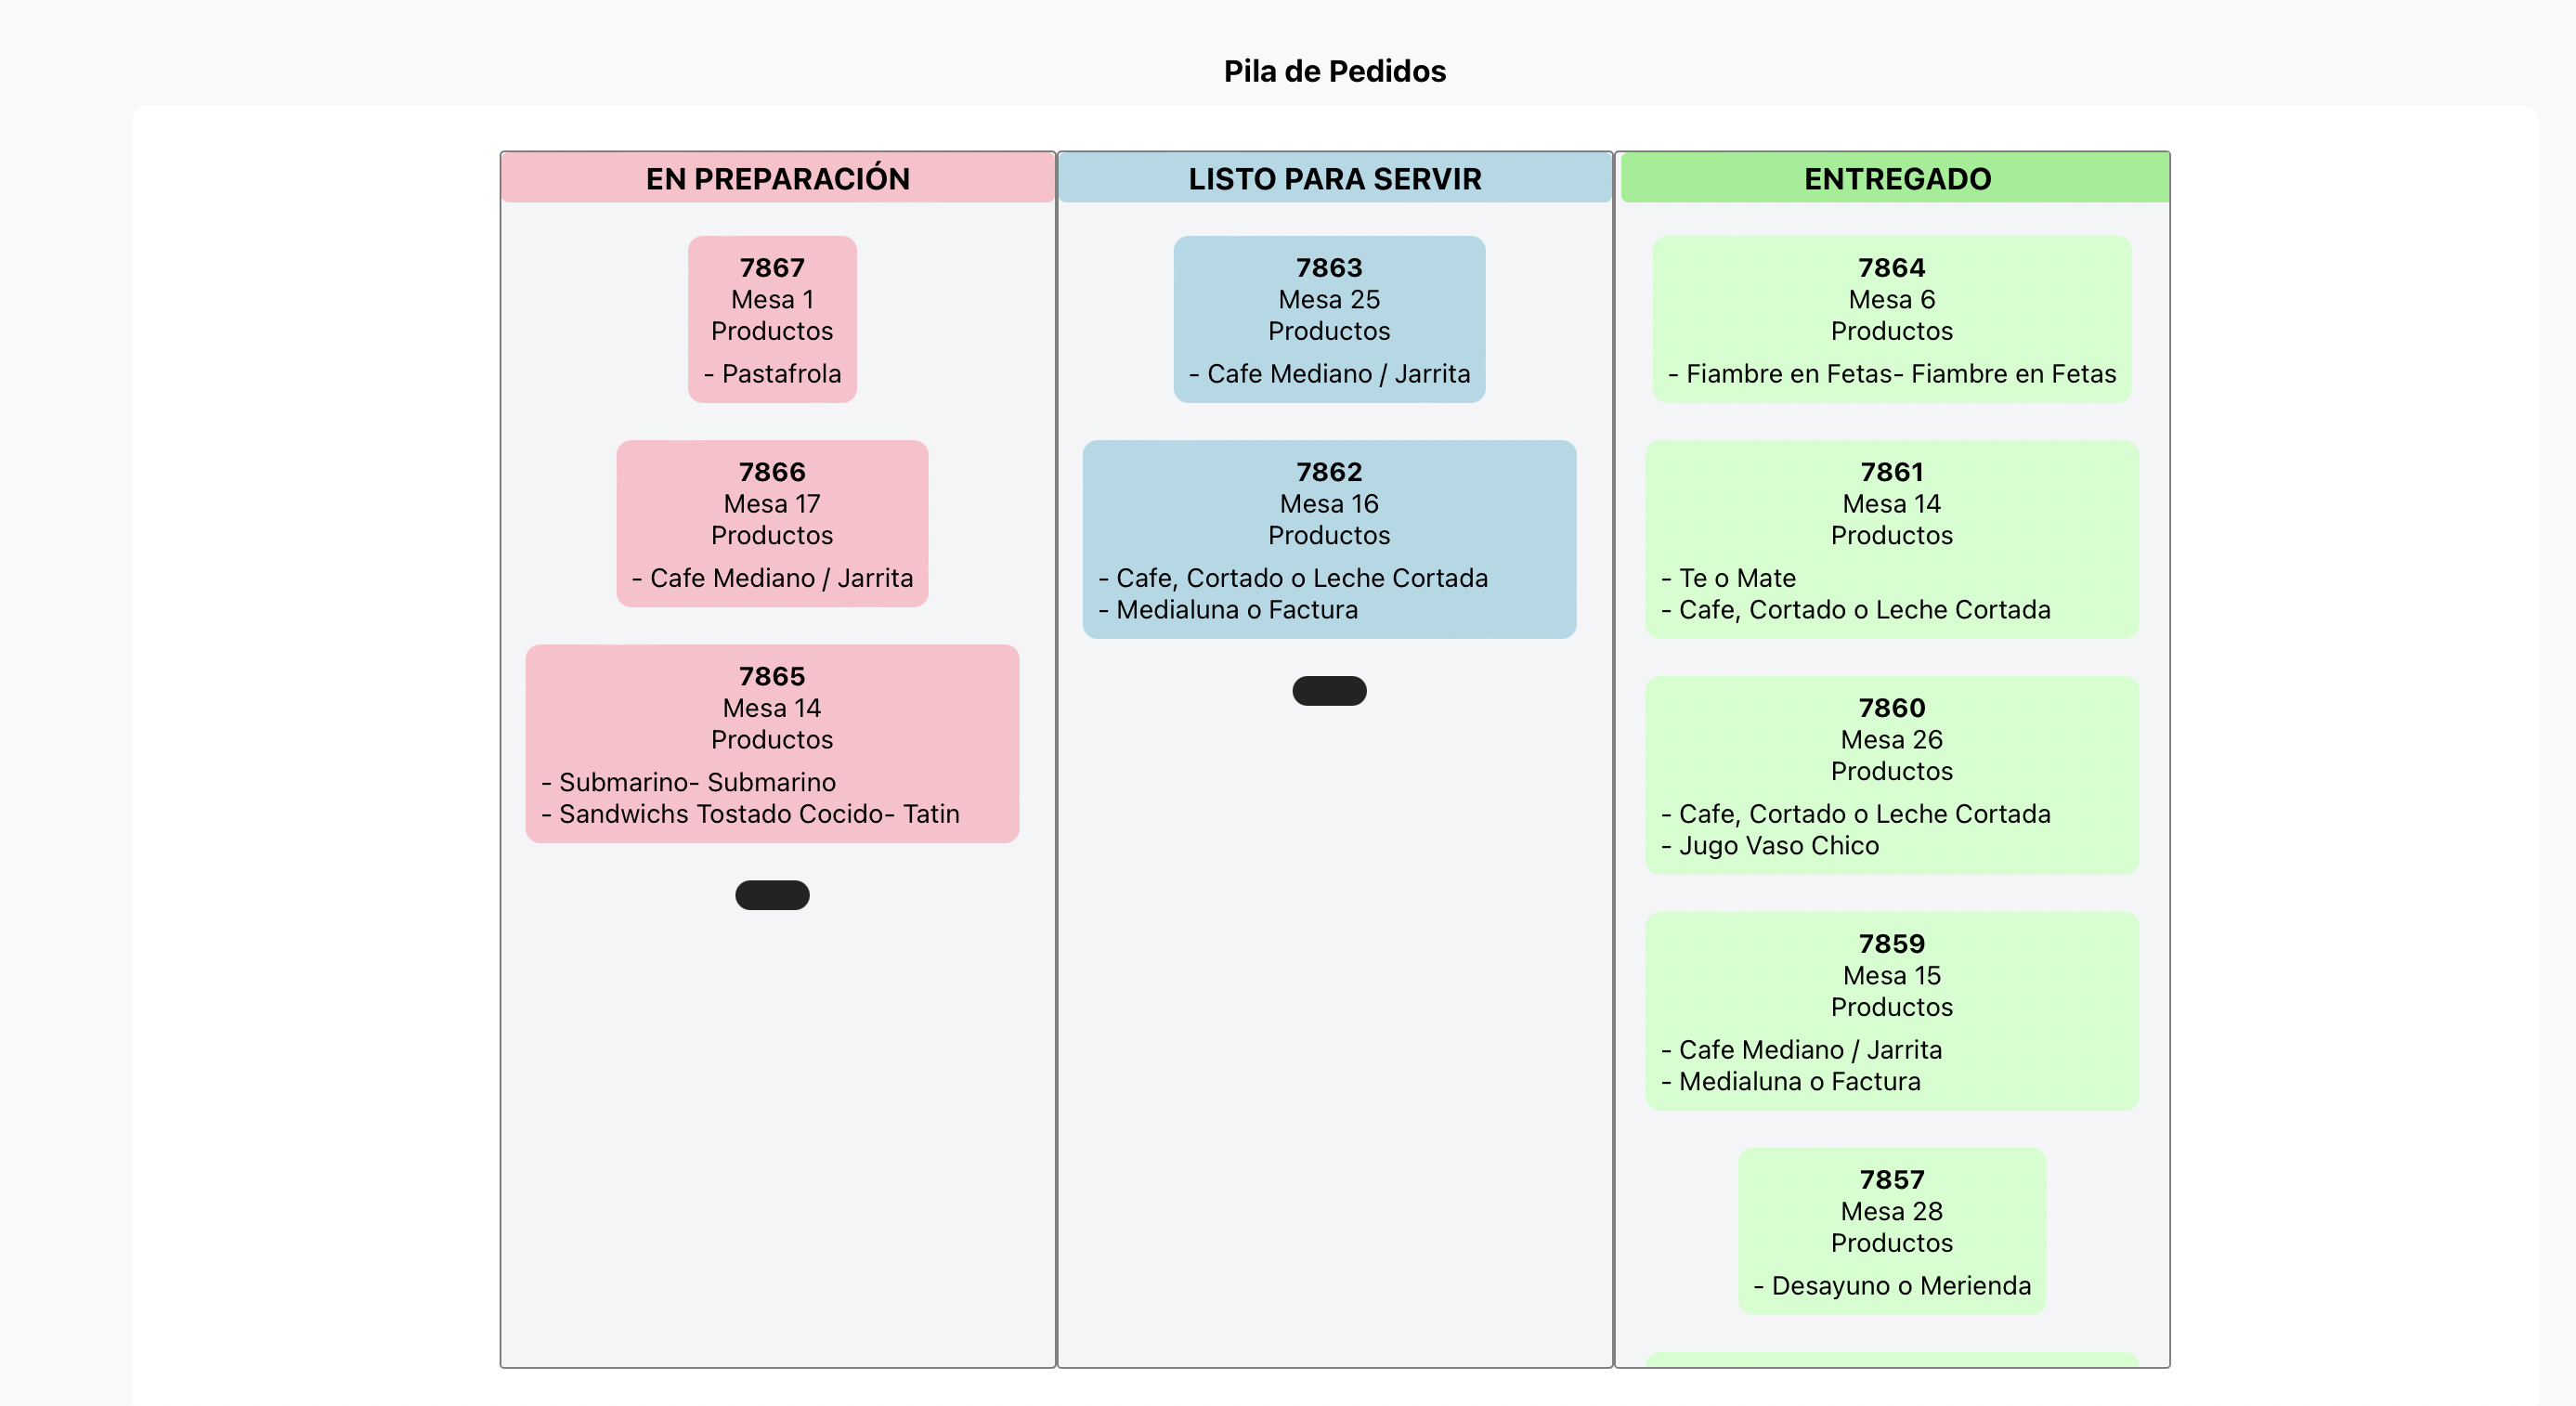 Pila de Pedidos
EN PREPARACIÓN
7867
Mesa 1
Productos
- Pastafrola
7866
Mesa 17
Productos
- Cafe Mediano / Jarrita
7865
Mesa 14
Productos
- Submarino- Submarino
- Sandwichs Tostado Cocido- Tatin
LISTO PARA SERVIR
7863
Mesa 25
Productos
- Cafe Mediano / Jarrita
7862
Mesa 16
Productos
- Cafe, Cortado o Leche Cortada
- Medialuna o Factura
ENTREGADO
7864
Mesa 6
Productos
- Fiambre en Fetas- Fiambre en Fetas
7861
Mesa 14
Productos
- Te o Mate
- Cafe, Cortado o Leche Cortada
7860
Mesa 26
Productos
- Cafe, Cortado o Leche Cortada
- Jugo Vaso Chico
7859
Mesa 15
Productos
- Cafe Mediano / Jarrita
- Medialuna o Factura
7857
Mesa 28
Productos
- Desayuno o Merienda